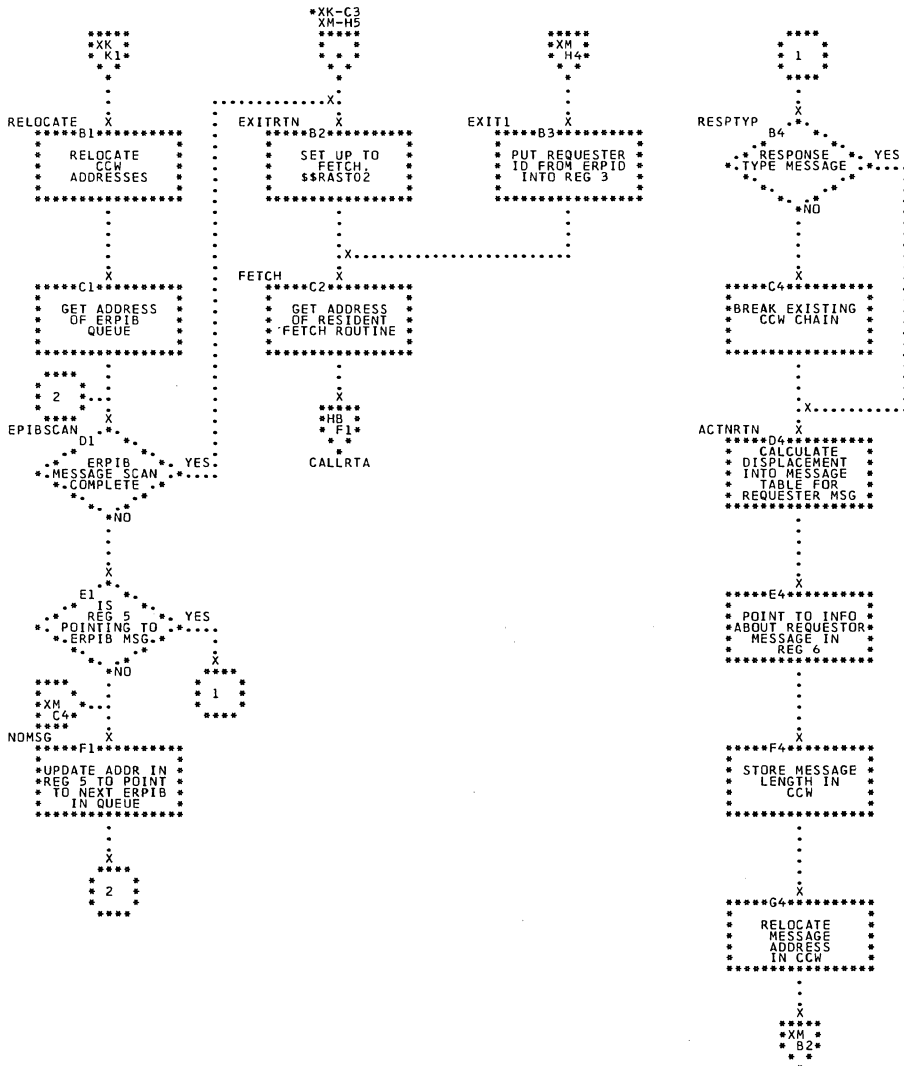 *XK-C3
XM-H5
XK
K1
XM
H4
1
RELOCATE
B1
RELOCATE
CCW
ADDRESSES
EXITRTN
B2
SET UP TO
FETCH,
$$RAST02
EXIT1
B3
PUT REQUESTER
ID FROM ERPID
INTO REG 3
RESPTYP
B4
RESPONSE
TYPE MESSAGE
YES
NO
C1
GET ADDRESS
OF ERPIB
QUEUE
FETCH
C2
GET ADDRESS
OF RESIDENT
FETCH ROUTINE
C4
BREAK EXISTING
CCW CHAIN
2
EPIBSCAN
D1
ERPIB
MESSAGE SCAN
COMPLETE
YES
NO
HB
F1
CALLRTA
ACTNRTN
D4
CALCULATE
DISPLACEMENT
INTO MESSAGE
TABLE FOR
REQUESTER MSG
E1
IS
REG 5
POINTING TO
ERPIB MSG
YES
NO
1
E4
POINT TO INFO
ABOUT REQUESTOR
MESSAGE IN
REG 6
XM
C4
NOMSG
F1
UPDATE ADDR IN
REG 5 TO POINT
TO NEXT ERPIB
IN QUEUE
2
F4
STORE MESSAGE
LENGTH IN
CCW
G4
RELOCATE
MESSAGE
ADDRESS
IN CCW
XM
B2